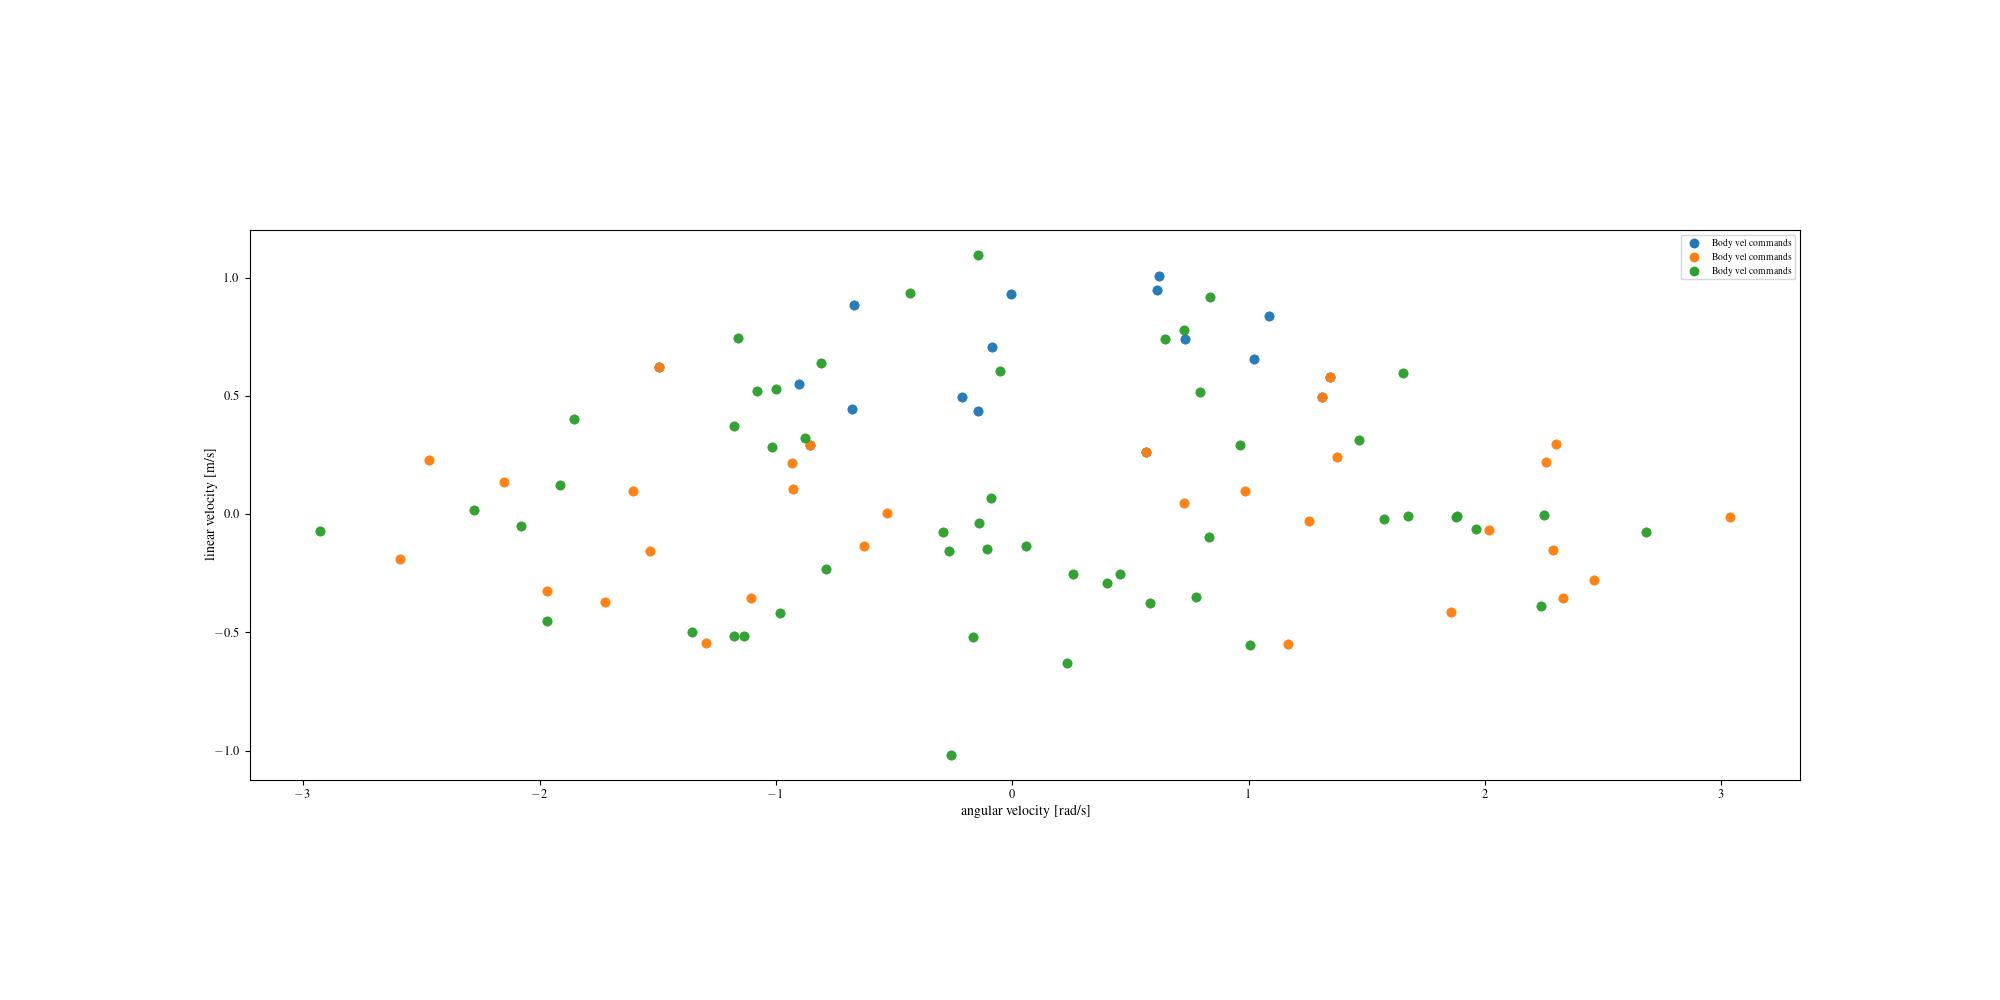 Body vel commands
Body vel commands
Body vel commands
1.0
0.5
0.0
−0.5
−1.0
linear velocity [m/s]
−3 −2 −1 0 1 2 3
angular velocity [rad/s]